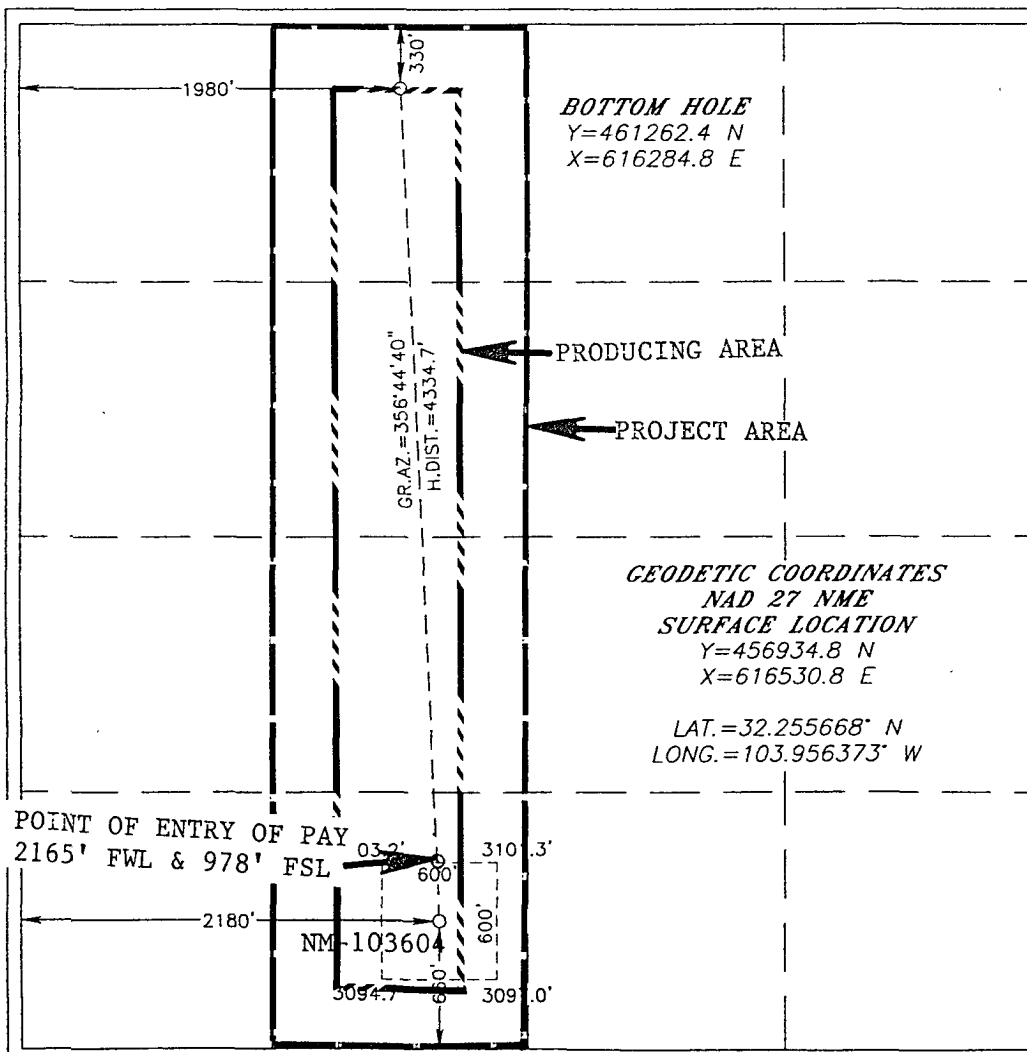 330'
1980'
BOTTOM HOLE
Y=461262.4 N
X=616284.8 E
GR.AZ.=356°44'40"
H.DIST.=4334.7'
PRODUCING AREA
PROJECT AREA
GEODETIC COORDINATES
NAD 27 NME
SURFACE LOCATION
Y=456934.8 N
X=616530.8 E
LAT.=32.255668° N
LONG.=103.956373° W
POINT OF ENTRY OF PAY
2165' FWL & 978' FSL
600'
600'
2180'
NM-103604
3094.7'